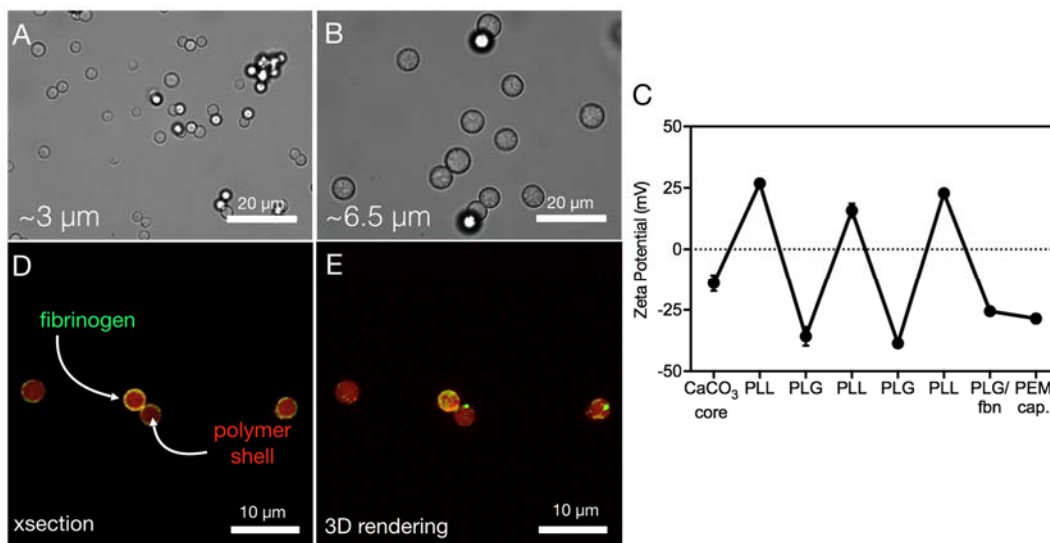 A
~3 µm
20 µm
B
~6.5 µm
20 µm
C
50
25
0
-25
-50
Zeta Potential (mV)
CaCO₃ PLL PLG PLL PLG PLL PLG/ PEM
core fbn cap.
D
fibrinogen
polymer
shell
xsection
10 µm
E
3D rendering
10 µm